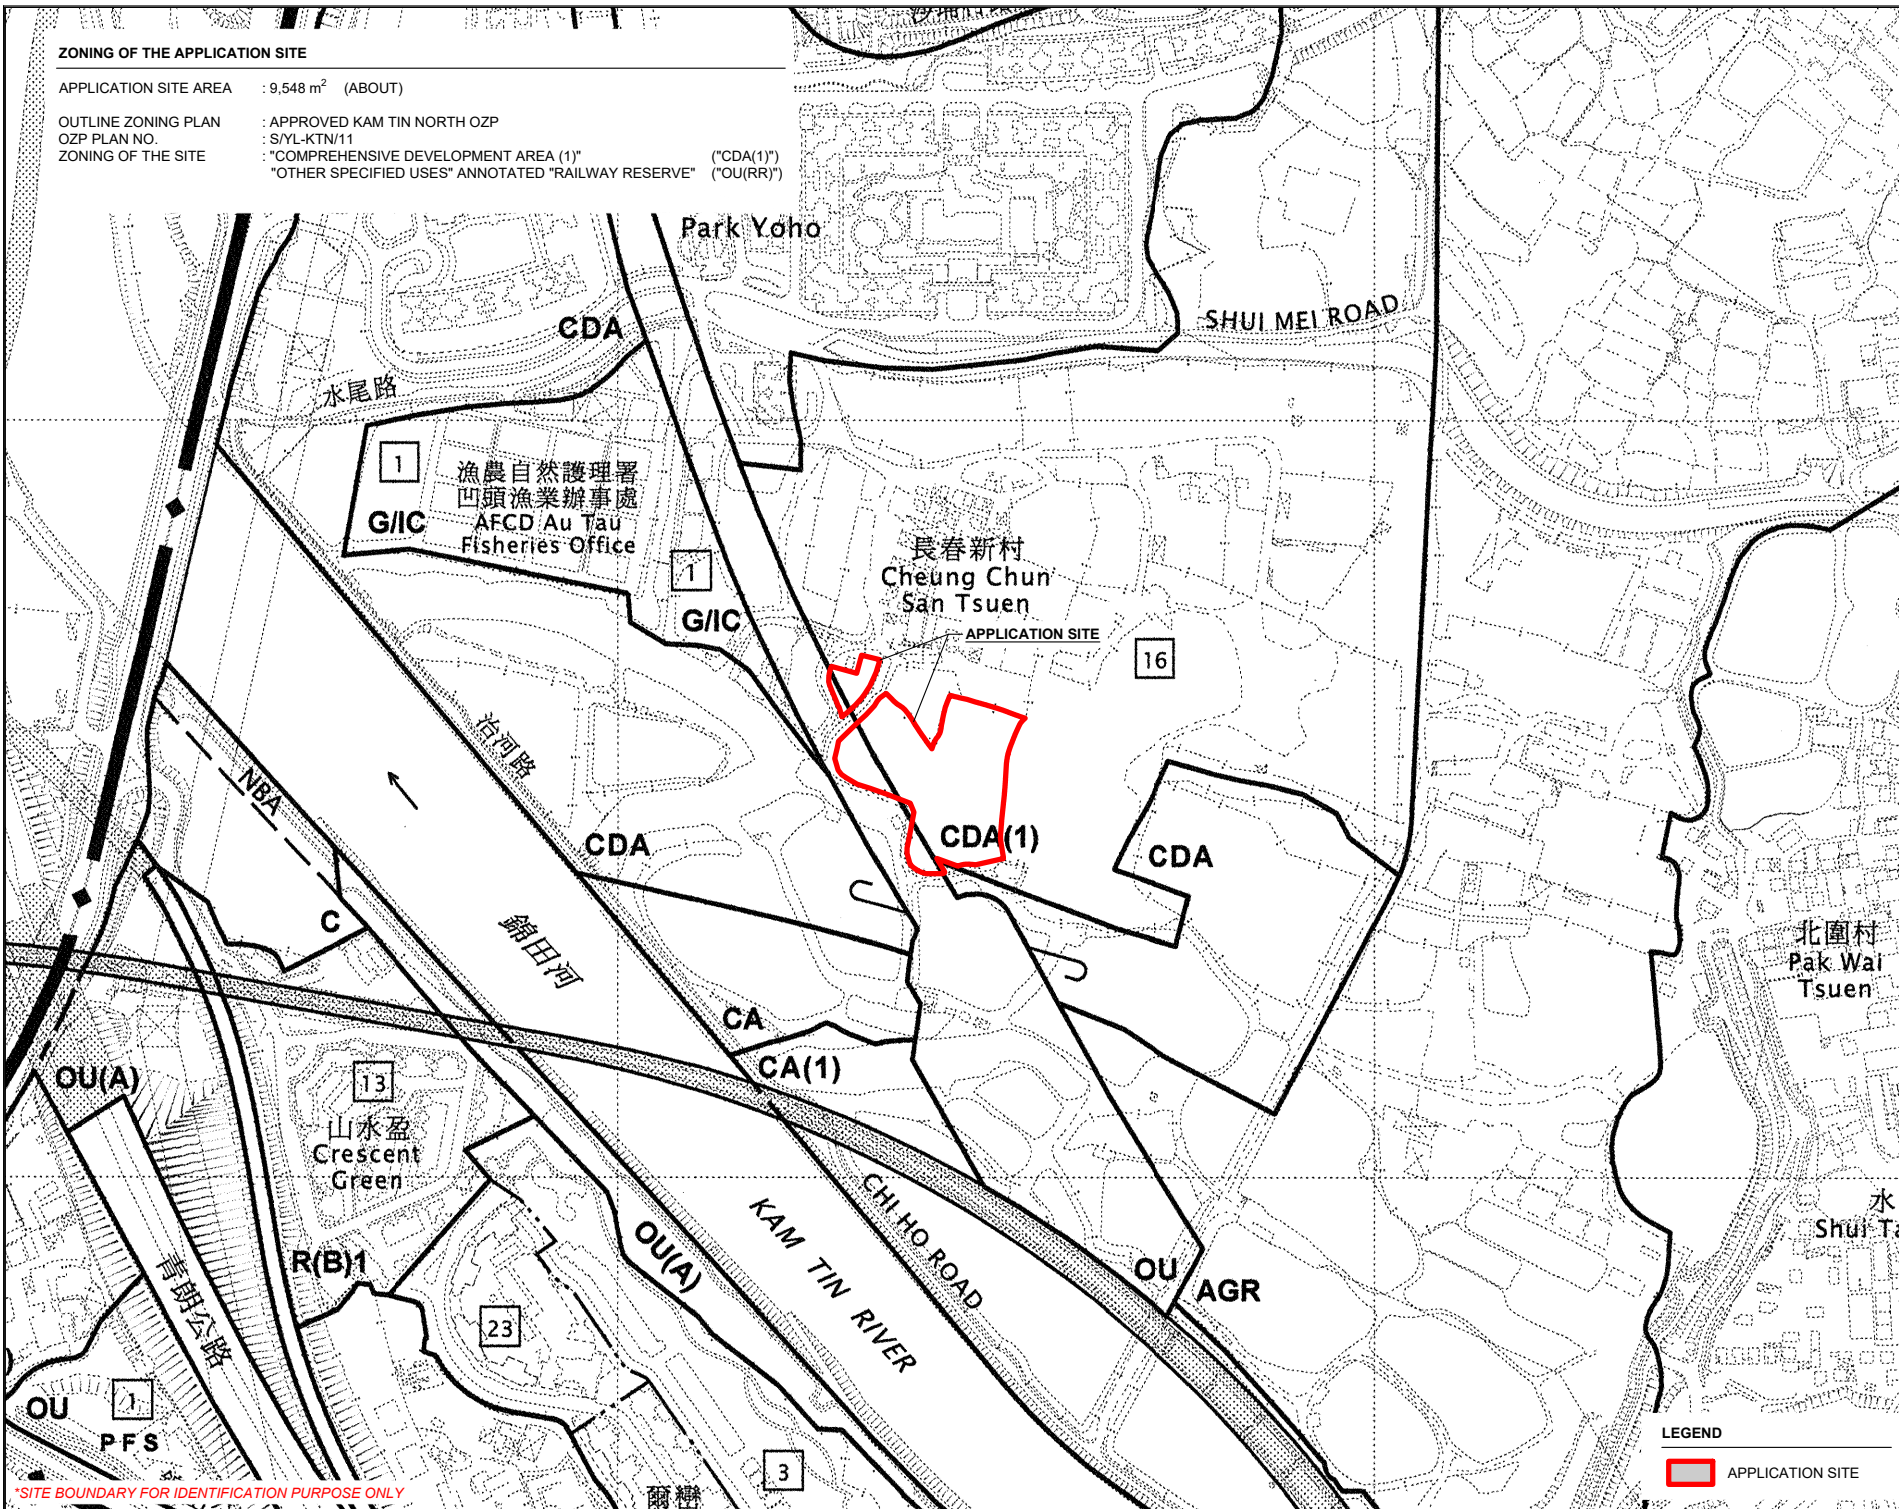 ZONING OF THE APPLICATION SITE
APPLICATION SITE AREA : 9,548 m² (ABOUT)
OUTLINE ZONING PLAN : APPROVED KAM TIN NORTH OZP
OZP PLAN NO. : S/YL-KTN/11
ZONING OF THE SITE : "COMPREHENSIVE DEVELOPMENT AREA (1)" ("CDA(1)")
"OTHER SPECIFIED USES" ANNOTATED "RAILWAY RESERVE" ("OU(RR)")
Park Yoho
SHUI MEI ROAD
CDA
水尾路
1
G/IC
漁農自然護理署
凹頭漁業辦事處
AFCD Au Tau
Fisheries Office
1
G/IC
長春新村
Cheung Chun
San Tsuen
APPLICATION SITE
16
治河路
NBA
CDA
CDA(1)
CDA
C
錦田河
北圍村
Pak Wai
Tsuen
CA
CA(1)
OU(A)
13
山水盈
Crescent
Green
CHI HO ROAD
KAM TIN RIVER
水
OU(A)
R(B)1
青朗公路
OU
AGR
23
1
OU
PFS
3
爾巒
LEGEND
APPLICATION SITE
*SITE BOUNDARY FOR IDENTIFICATION PURPOSE ONLY